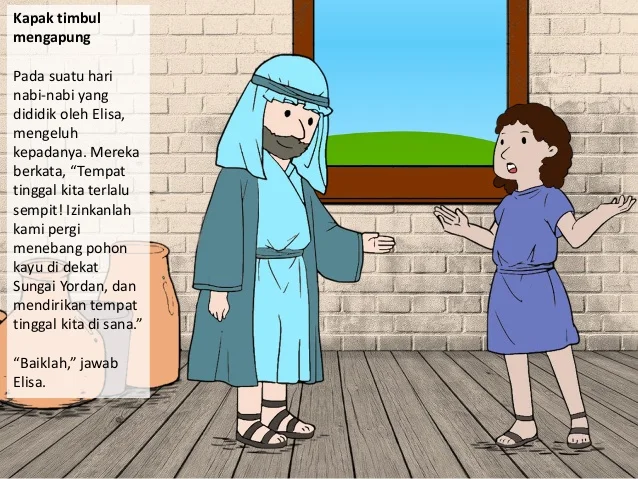 Kapak timbul
mengapung
Pada suatu hari
nabi-nabi yang
dididik oleh Elisa,
mengeluh
kepadanya. Mereka
berkata, “Tempat
tinggal kita terlalu
sempit! Izinkanlah
kami pergi
menebang pohon
kayu di dekat
Sungai Yordan, dan
mendirikan tempat
tinggal kita di sana.”
“Baiklah,” jawab
Elisa.